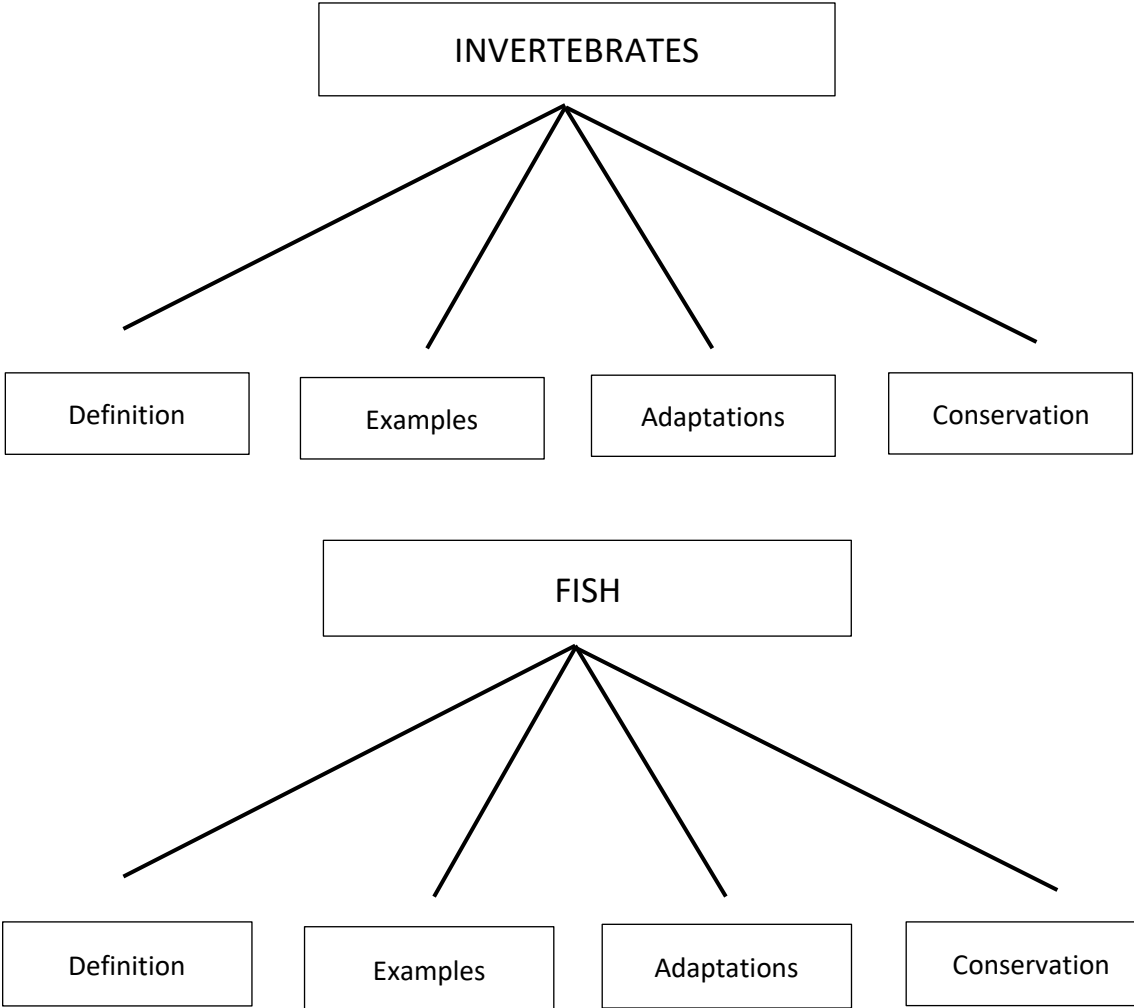 INVERTEBRATES
Definition
Examples
Adaptations
Conservation
FISH
Definition
Examples
Adaptations
Conservation